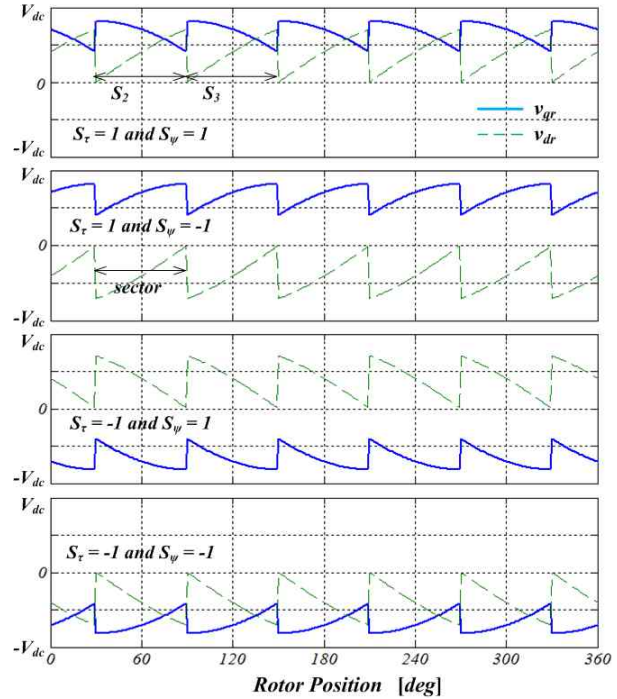 V_dc
0
S_2 S_3
v_qr
v_dr
S_τ = 1 and S_ψ = 1
-V_dc
V_dc
S_τ = 1 and S_ψ = -1
0
sector
-V_dc
V_dc
0
S_τ = -1 and S_ψ = 1
-V_dc
V_dc
S_τ = -1 and S_ψ = -1
0
-V_dc
0 60 120 180 240 300 360
Rotor Position [deg]